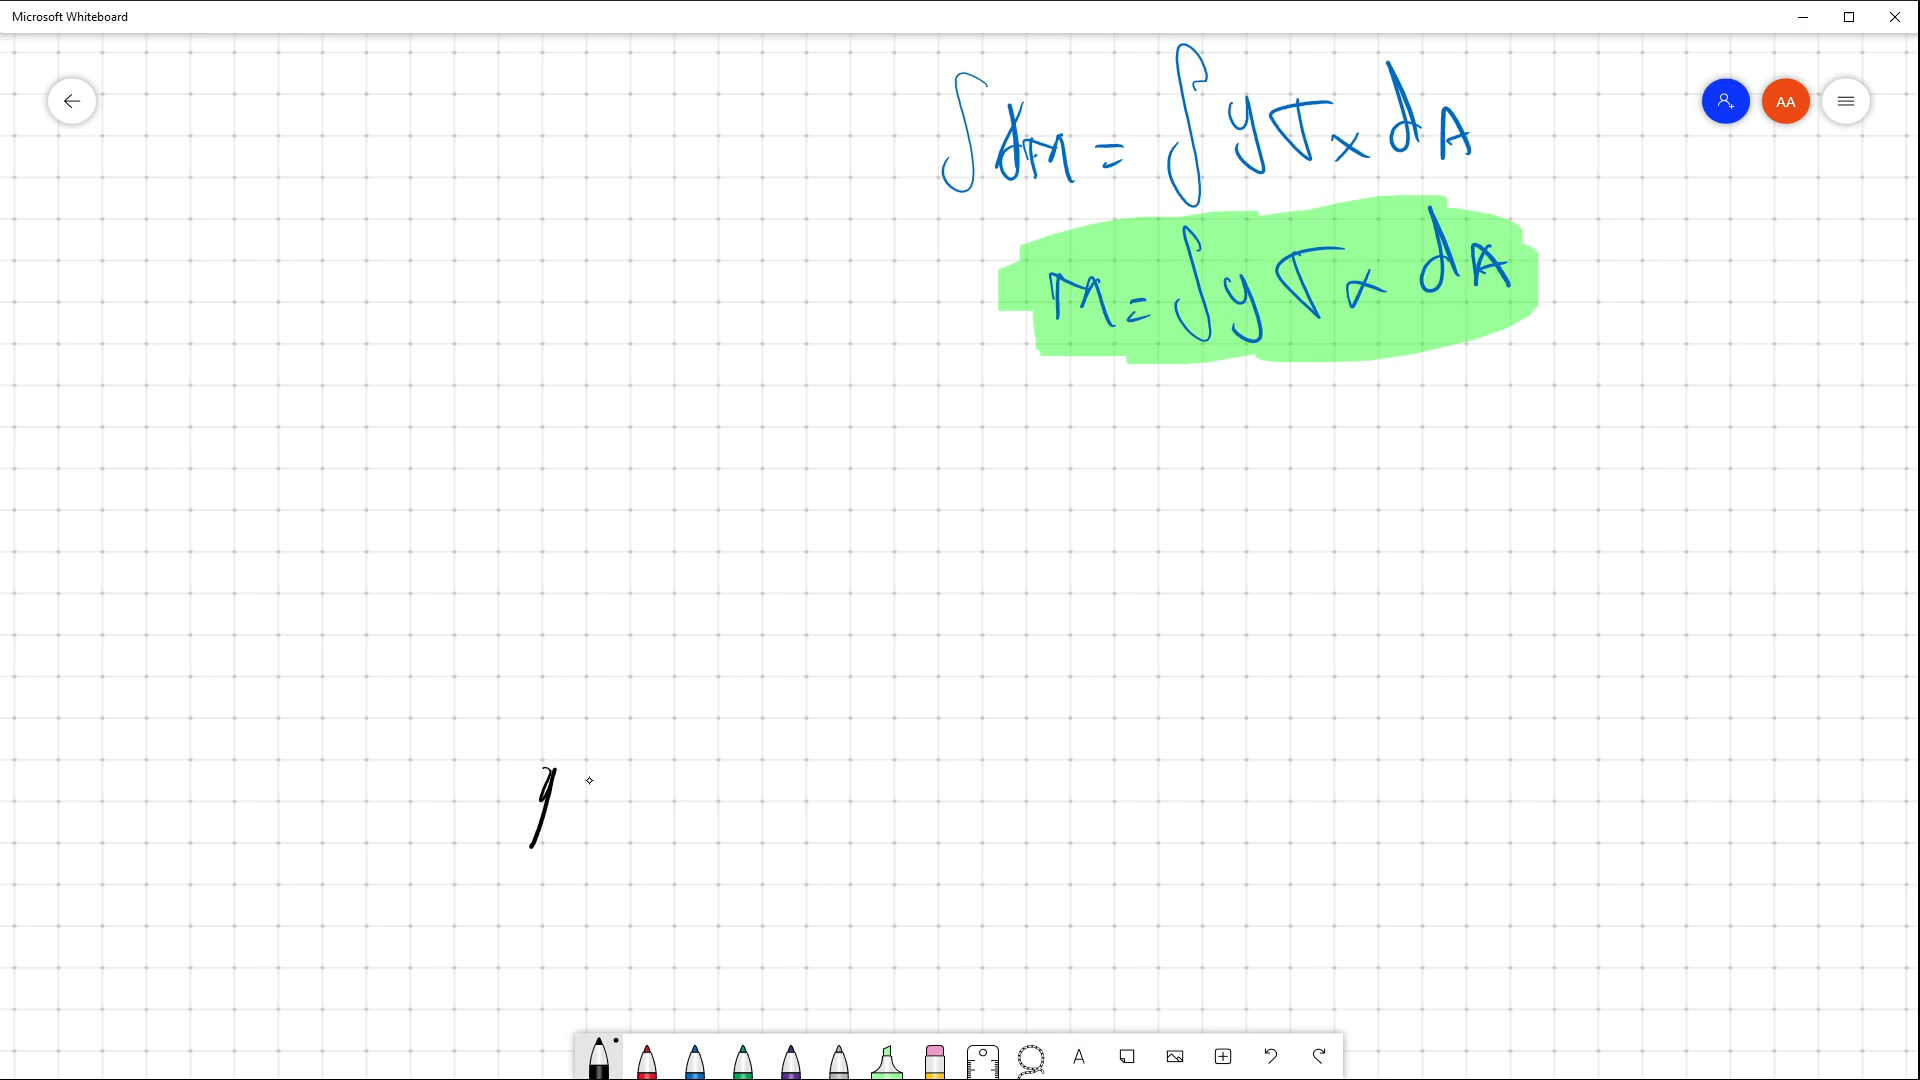 Microsoft Whiteboard
∫dM = ∫yσx dA
AA
M = ∫yσx dA
y
A